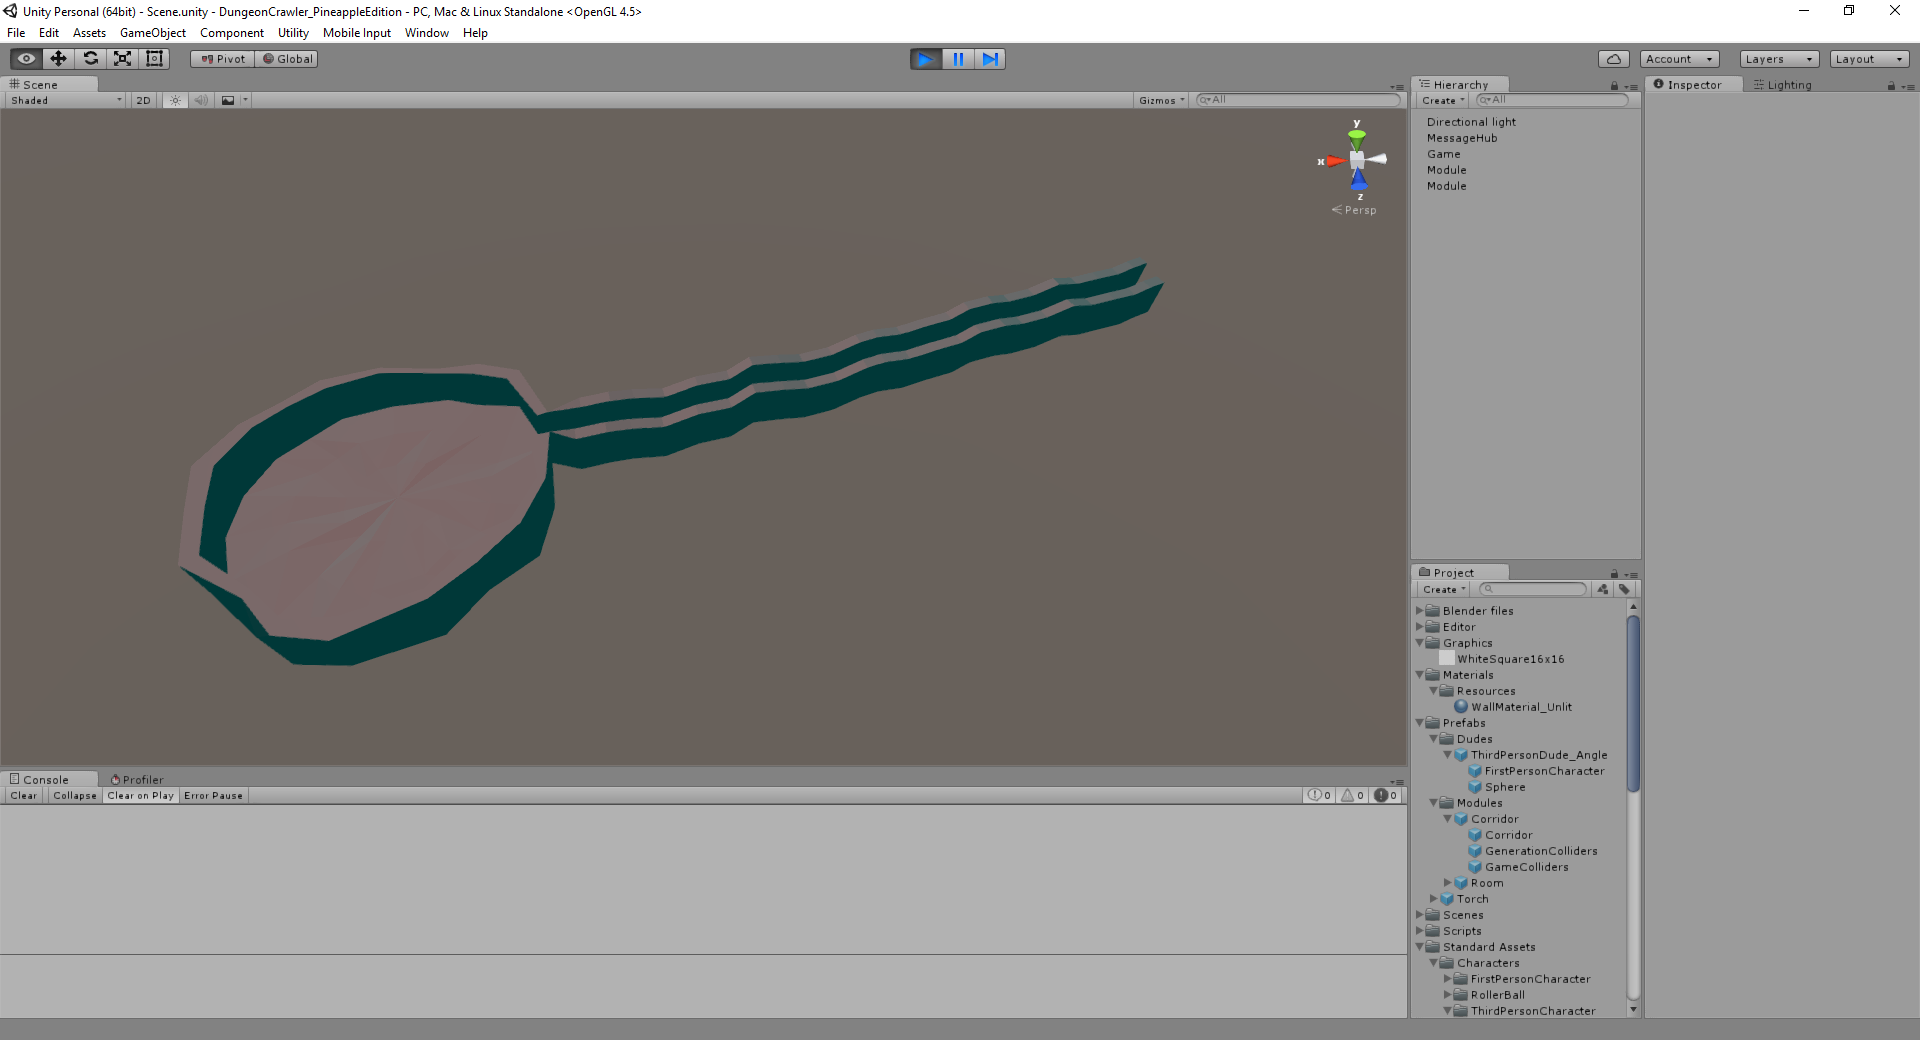 Unity Personal (64bit) - Scene.unity - DungeonCrawler_PineappleEdition - PC, Mac & Linux Standalone <OpenGL 4.5>
File Edit Assets GameObject Component Utility Mobile Input Window Help
Pivot Global Account Layers Layout
Scene
Shaded 2D Gizmos All
y
x
z
Persp
Hierarchy
Create All
Directional light
MessageHub
Game
Module
Module
Inspector Lighting
Project
Create
Blender files
Editor
Graphics
WhiteSquare16x16
Materials
Resources
WallMaterial_Unlit
Prefabs
Dudes
ThirdPersonDude_Angle
FirstPersonCharacter
Sphere
Modules
Corridor
Corridor
GenerationColliders
GameColliders
Room
Torch
Scenes
Scripts
Standard Assets
Characters
FirstPersonCharacter
RollerBall
ThirdPersonCharacter
Console Profiler
Clear Collapse Clear on Play Error Pause 0 0 0